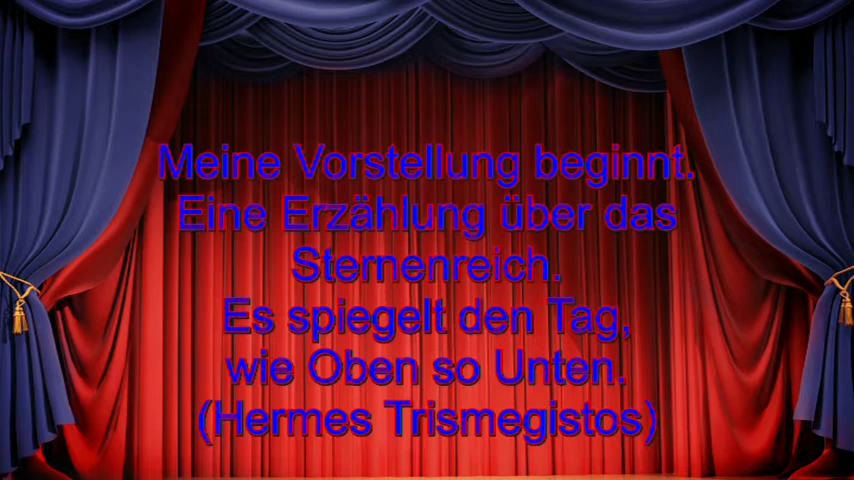 Meine Vorstellung beginnt.
Eine Erzählung über das
Sternenreich.
Es spiegelt den Tag,
wie Oben so Unten.
(Hermes Trismegistos)